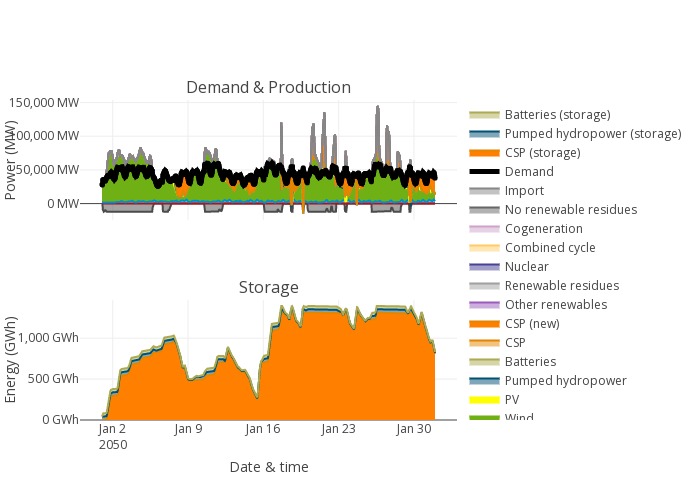 Demand & Production
150,000 MW
100,000 MW
50,000 MW
0 MW
Power (MW)
Storage
1,000 GWh
500 GWh
0 GWh
Energy (GWh)
Jan 2
2050
Jan 9
Jan 16
Jan 23
Jan 30
Date & time
Batteries (storage)
Pumped hydropower (storage)
CSP (storage)
Demand
Import
No renewable residues
Cogeneration
Combined cycle
Nuclear
Renewable residues
Other renewables
CSP (new)
CSP
Batteries
Pumped hydropower
PV
Wind